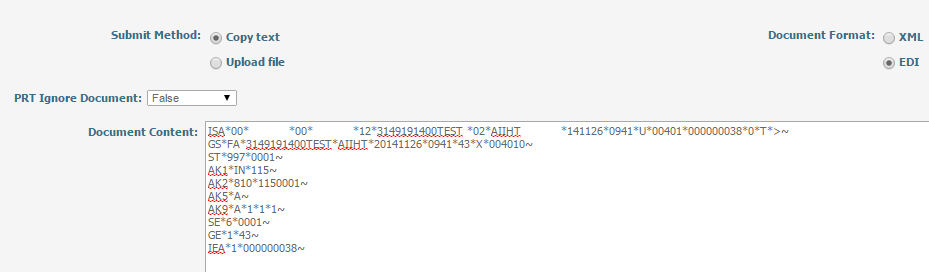 Submit Method: Copy text Document Format: XML
Upload file EDI
PRT Ignore Document: False
Document Content: ISA*00*          *00*          *12*3149191400TEST *02*AIIHT          *141126*0941*U*00401*000000038*0*T*>~
GS*FA*3149191400TEST*AIIHT*20141126*0941*43*X*004010~
ST*997*0001~
AK1*IN*115~
AK2*810*1150001~
AK5*A~
AK9*A*1*1*1~
SE*6*0001~
GE*1*43~
IEA*1*000000038~